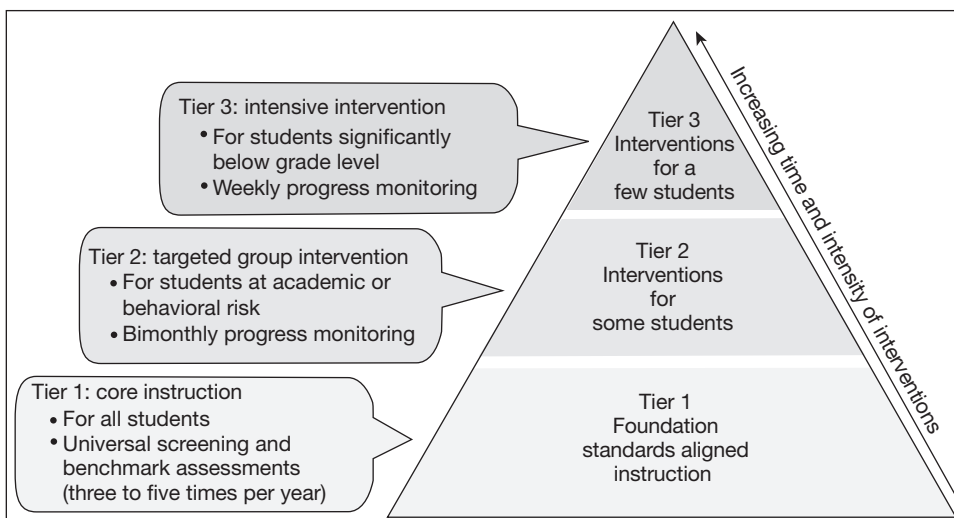 Tier 3: intensive intervention
• For students significantly
below grade level
• Weekly progress monitoring
Tier 3
Interventions
for a
few students
Tier 2: targeted group intervention
• For students at academic or
behavioral risk
• Bimonthly progress monitoring
Tier 2
Interventions
for
some students
Tier 1: core instruction
• For all students
• Universal screening and
benchmark assessments
(three to five times per year)
Tier 1
Foundation
standards aligned
instruction
Increasing time and intensity of interventions